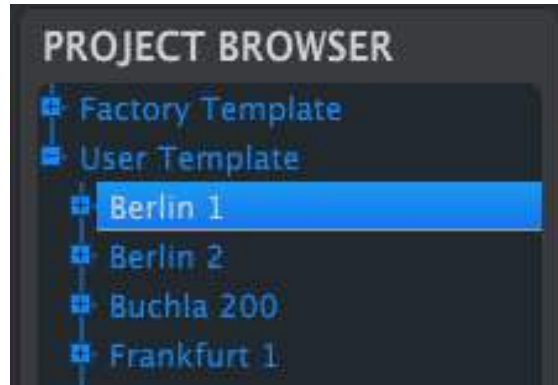 PROJECT BROWSER
Factory Template
User Template
Berlin 1
Berlin 2
Buchla 200
Frankfurt 1